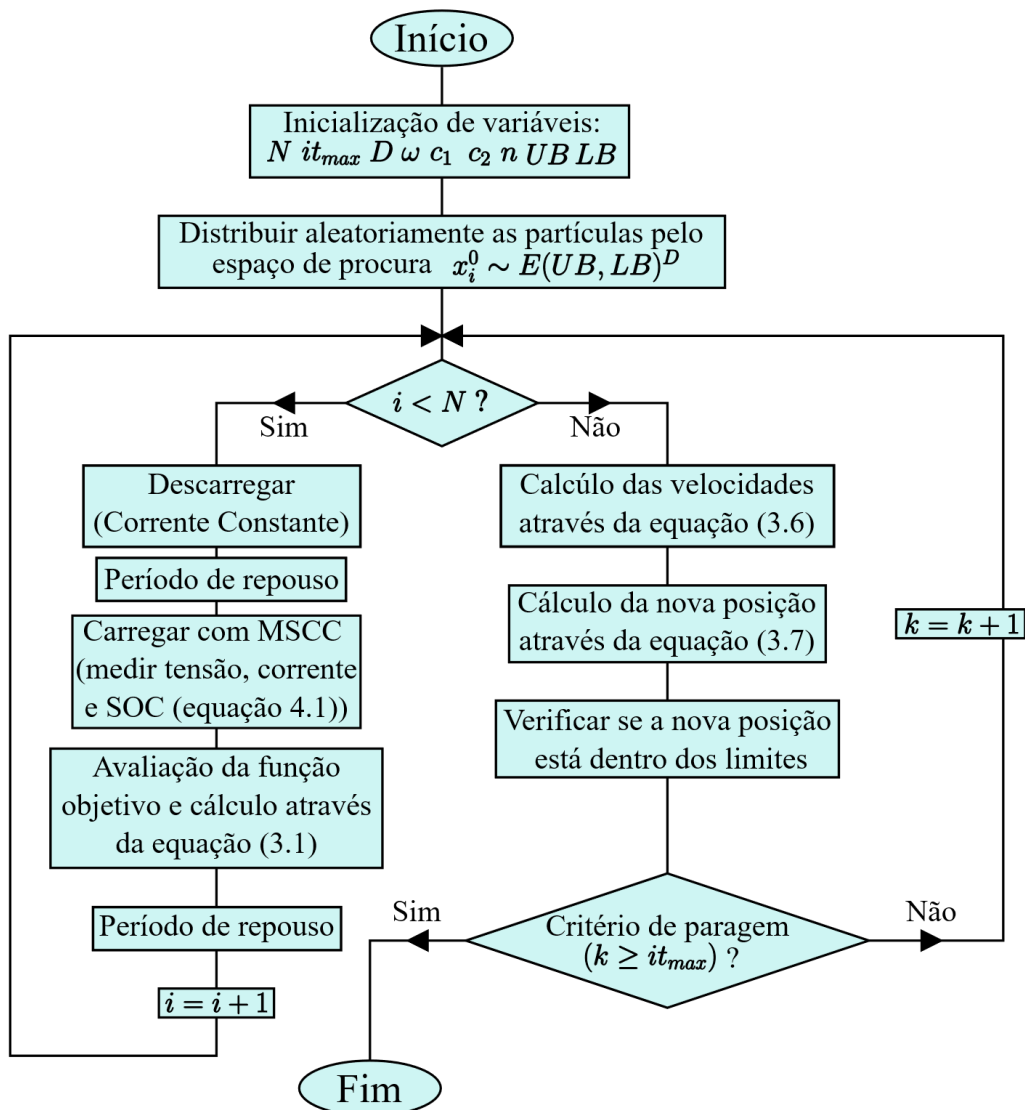 Início
Inicialização de variáveis:
N it_max D ω c_1 c_2 n UB LB
Distribuir aleatoriamente as partículas pelo
espaço de procura x_i^0 ∼ E(UB, LB)^D
i < N ?
Sim
Não
Descarregar
(Corrente Constante)
Período de repouso
Carregar com MSCC
(medir tensão, corrente
e SOC (equação 4.1))
Avaliação da função
objetivo e cálculo através
da equação (3.1)
Período de repouso
i = i + 1
Calcúlo das velocidades
através da equação (3.6)
Cálculo da nova posição
através da equação (3.7)
Verificar se a nova posição
está dentro dos limites
k = k + 1
Critério de paragem
(k ≥ it_max) ?
Sim
Não
Fim